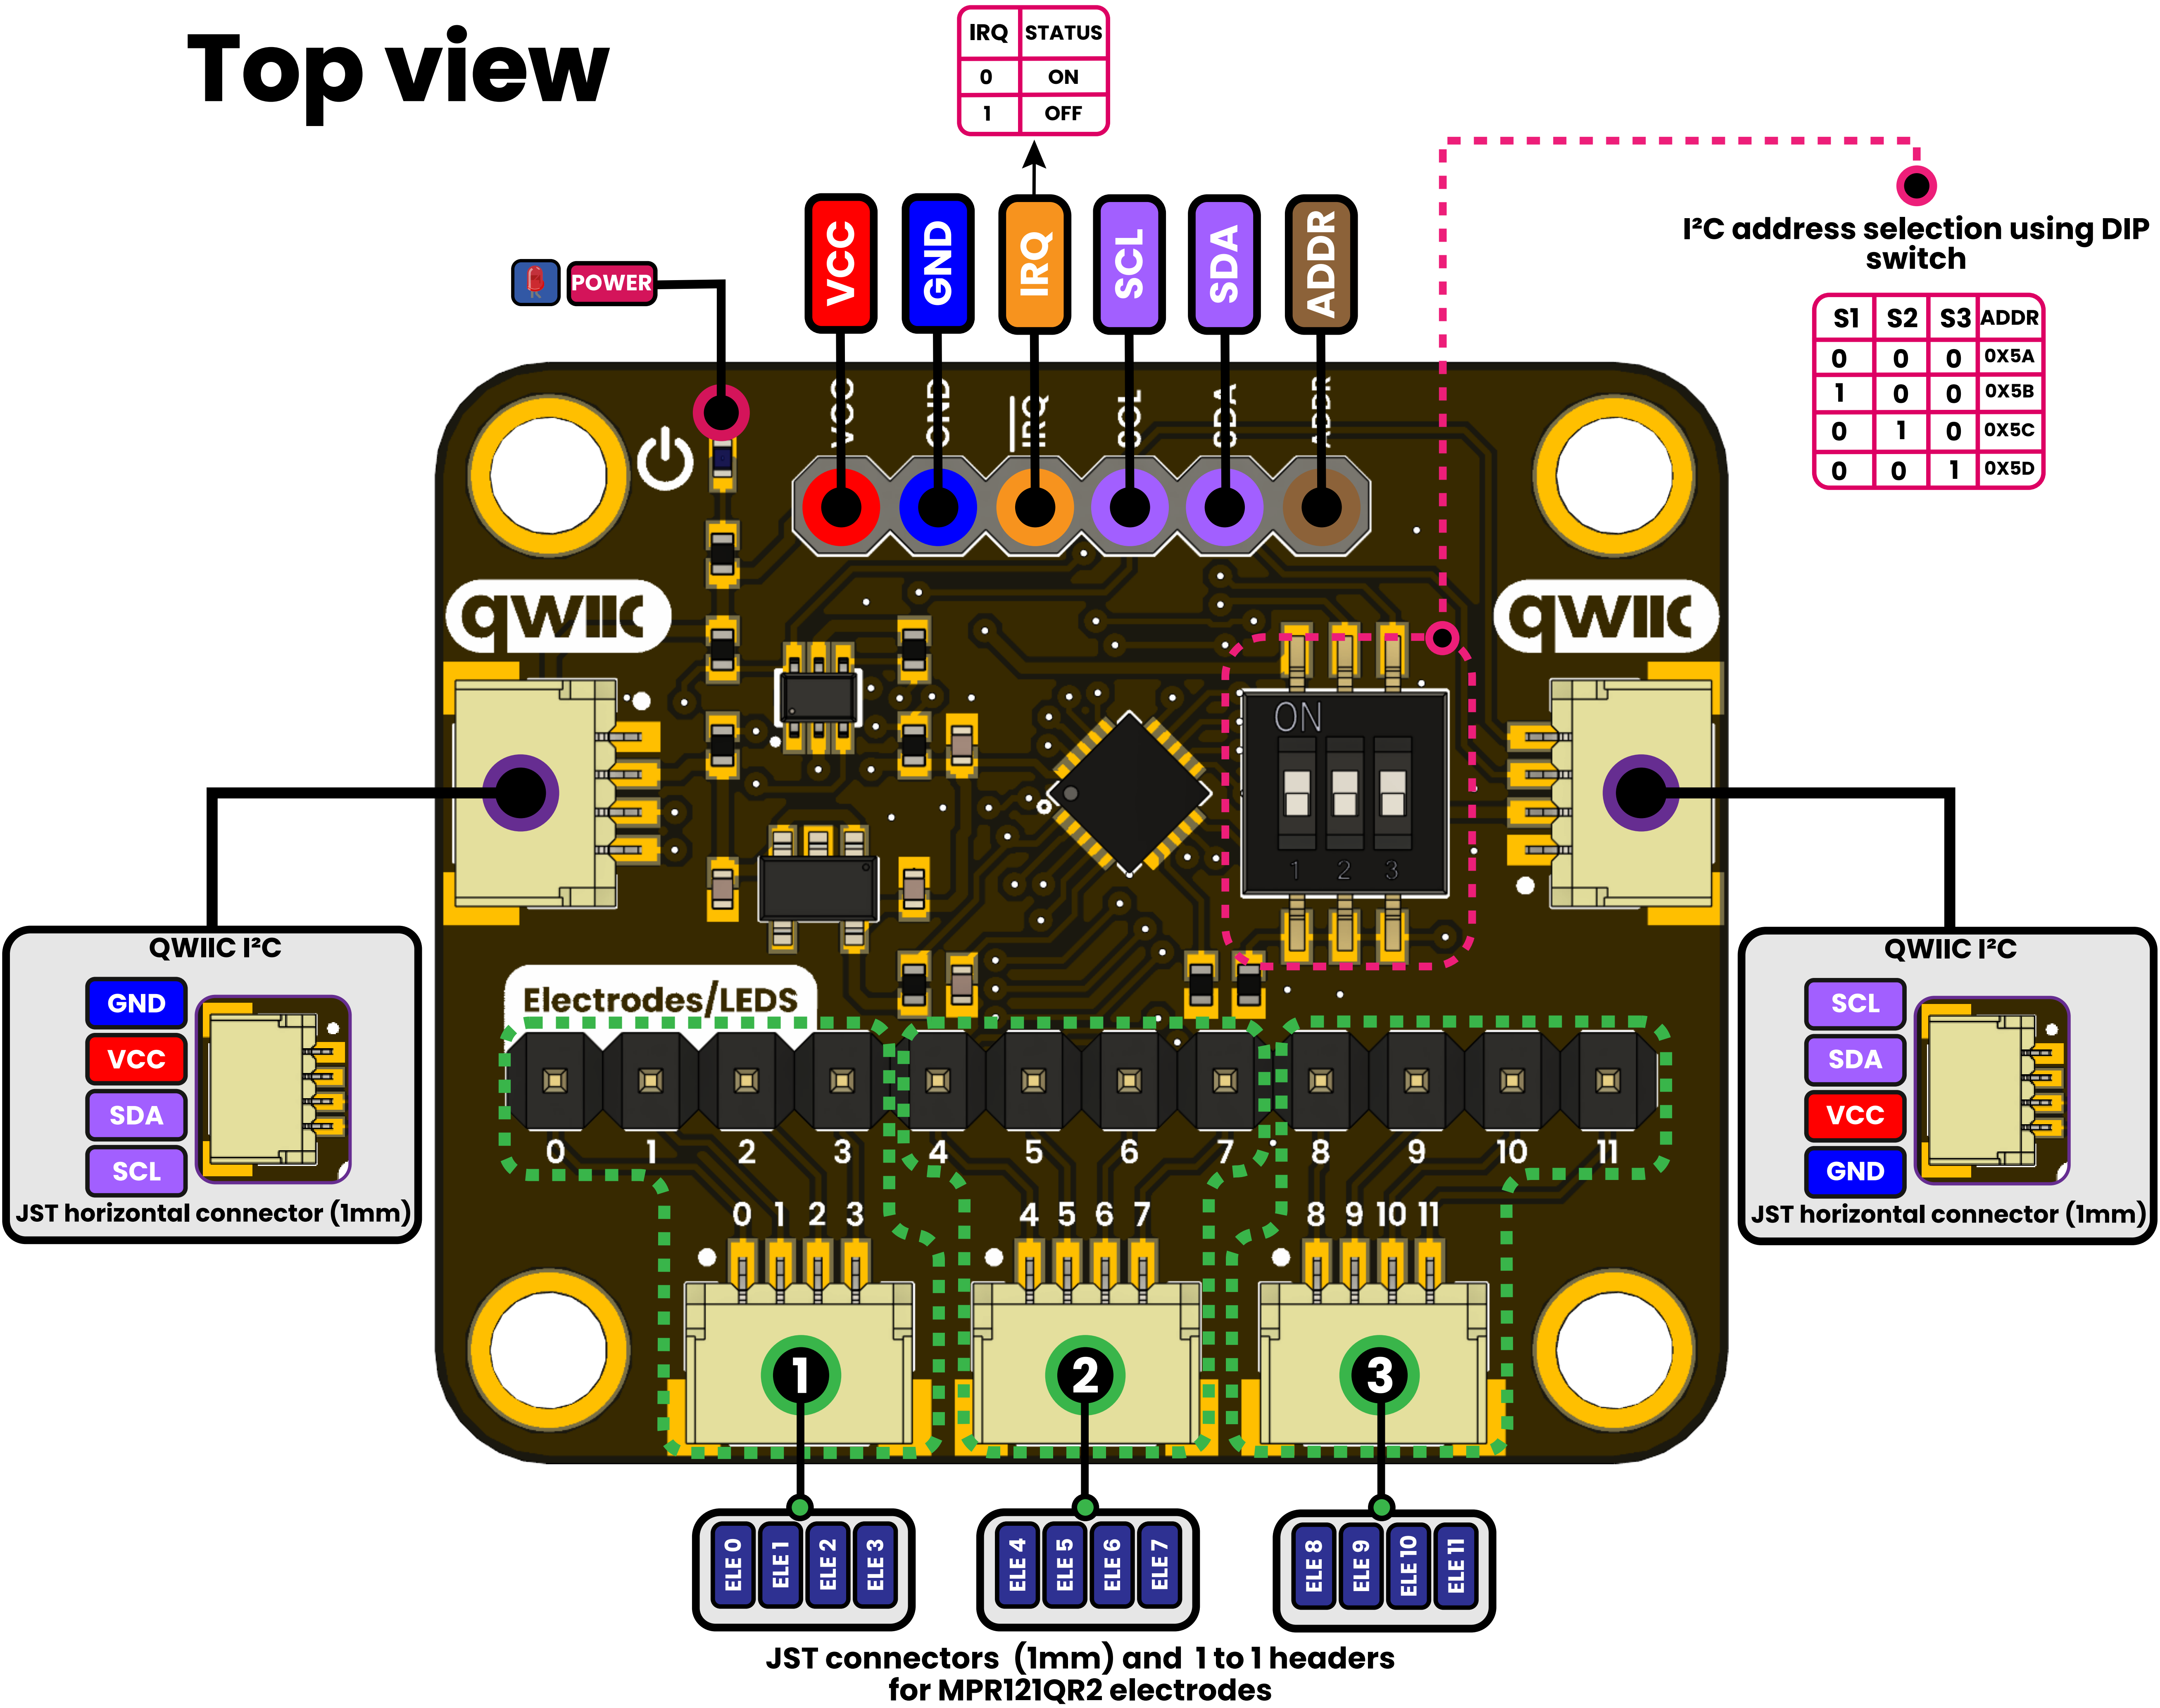 Top view
IRQ STATUS
0 ON
1 OFF
I²C address selection using DIP
switch
S1 S2 S3 ADDR
0 0 0 0X5A
1 0 0 0X5B
0 1 0 0X5C
0 0 1 0X5D
POWER
VCC GND IRQ SCL SDA ADDR
VCC GND IRQ SCL SDA ADDR
qwiic
qwiic
ON
1 2 3
QWIIC I²C
GND
VCC
SDA
SCL
JST horizontal connector (1mm)
QWIIC I²C
SCL
SDA
VCC
GND
JST horizontal connector (1mm)
Electrodes/LEDS
0 1 2 3 4 5 6 7 8 9 10 11
0 1 2 3 4 5 6 7 8 9 10 11
1 2 3
ELE 0 ELE 1 ELE 2 ELE 3 ELE 4 ELE 5 ELE 6 ELE 7 ELE 8 ELE 9 ELE 10 ELE 11
JST connectors (1mm) and 1 to 1 headers
for MPR121QR2 electrodes